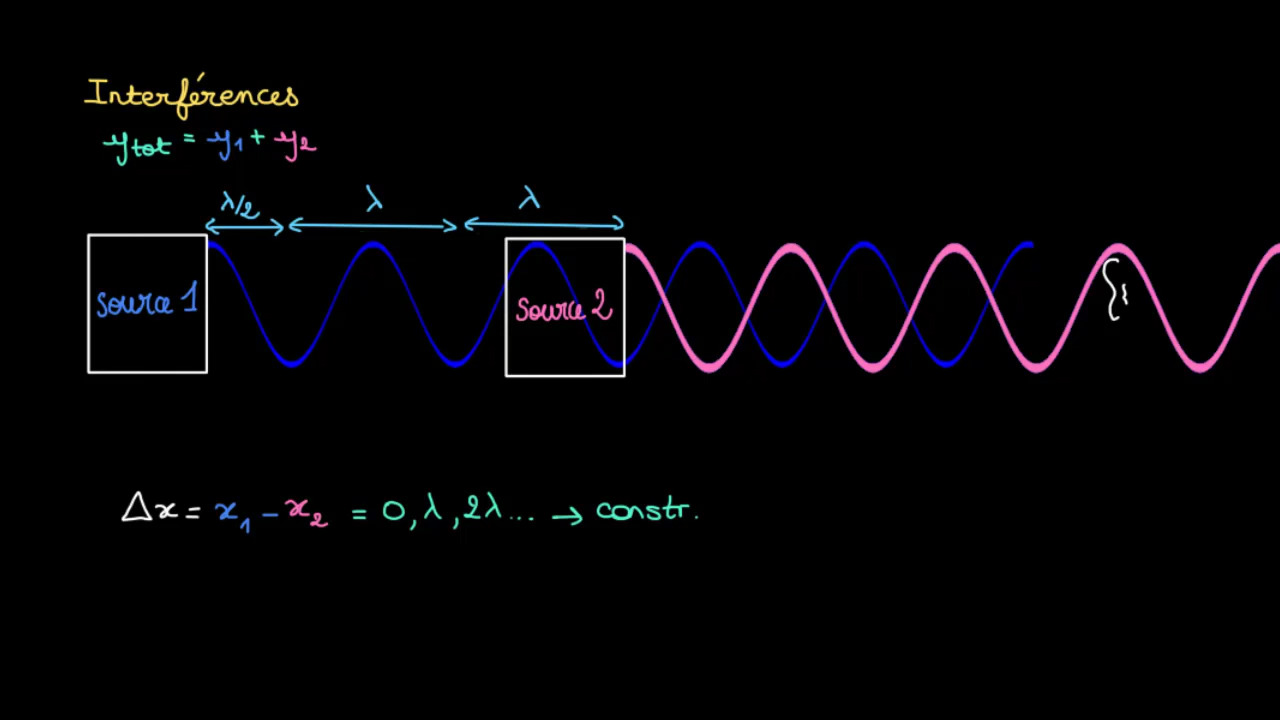 Interférences
ytot = y1 + y2
λ/2 λ λ
Source 1
Source 2
Δx = x1 - x2 = 0, λ, 2λ... → constr.